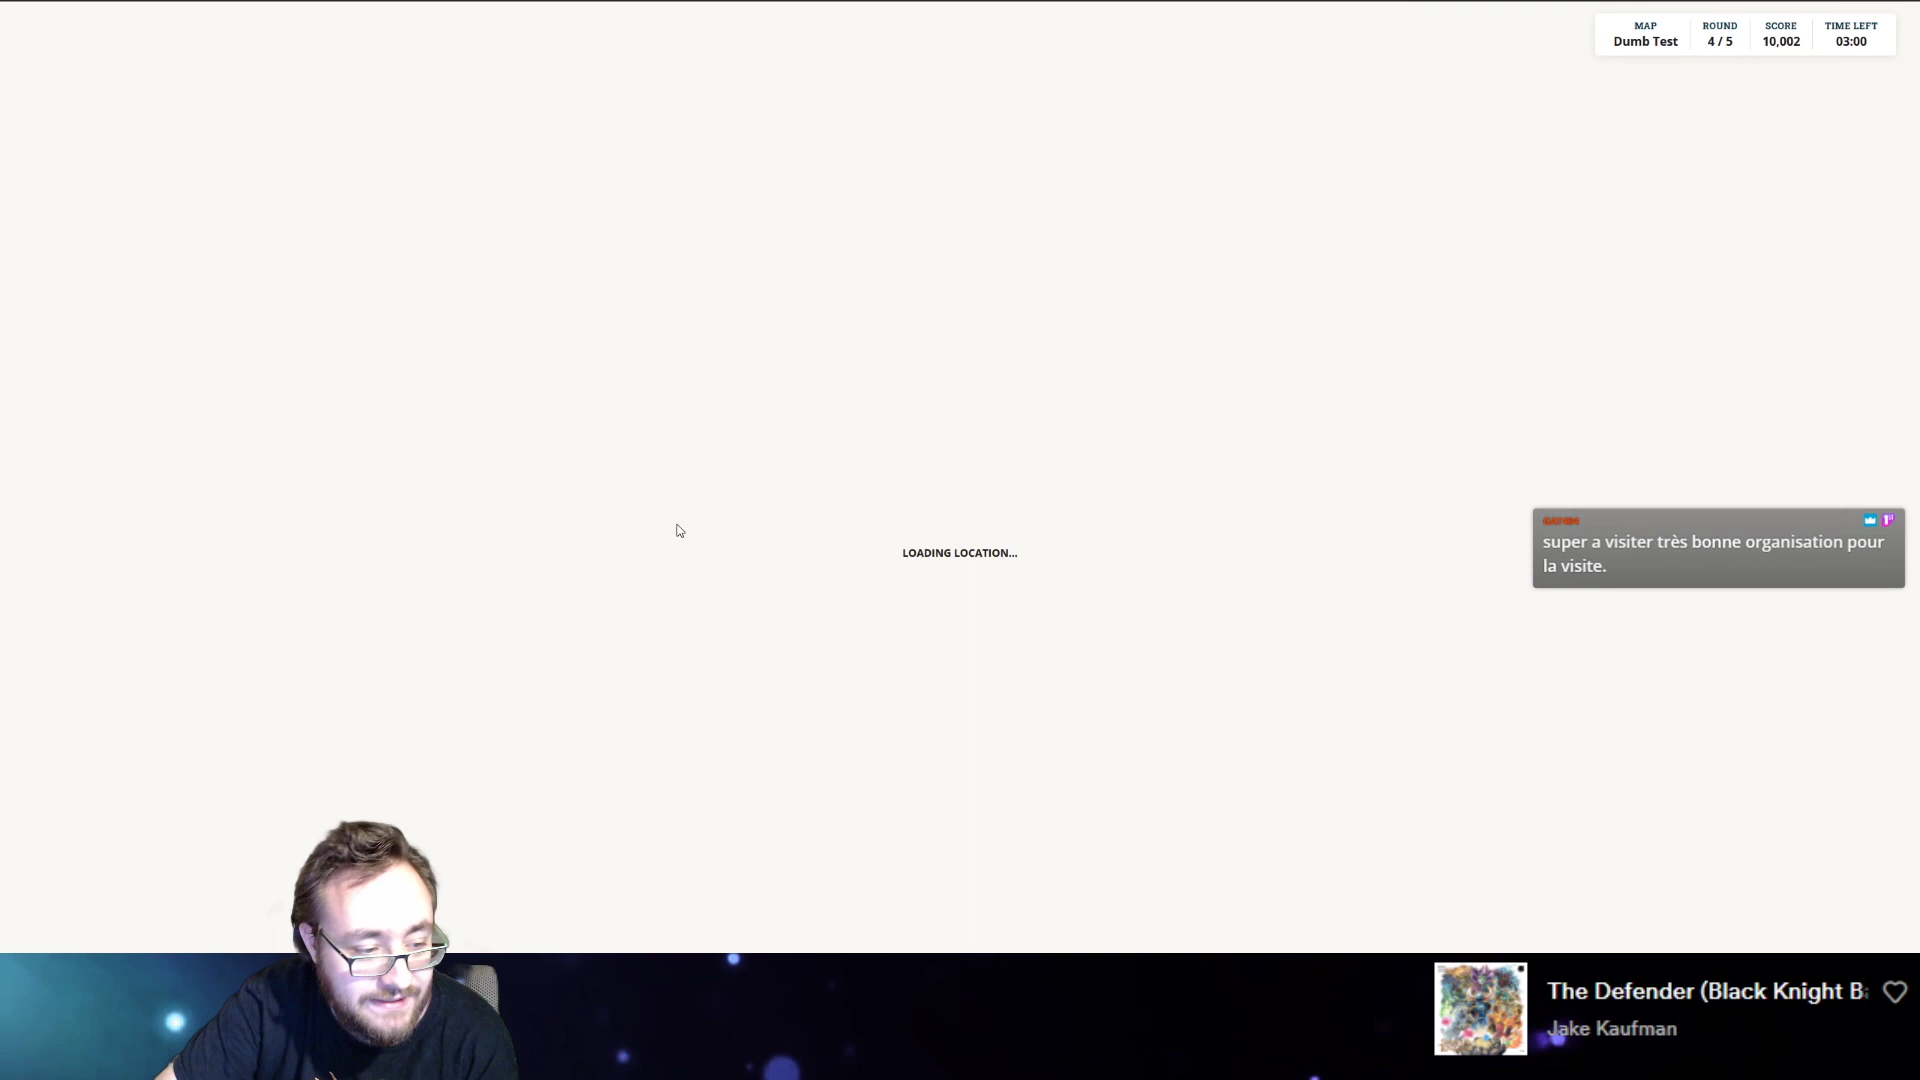 MAP
Dumb Test
ROUND
4 / 5
SCORE
10,002
TIME LEFT
03:00
LOADING LOCATION...
super a visiter très bonne organisation pour
la visite.
The Defender (Black Knight B
Jake Kaufman